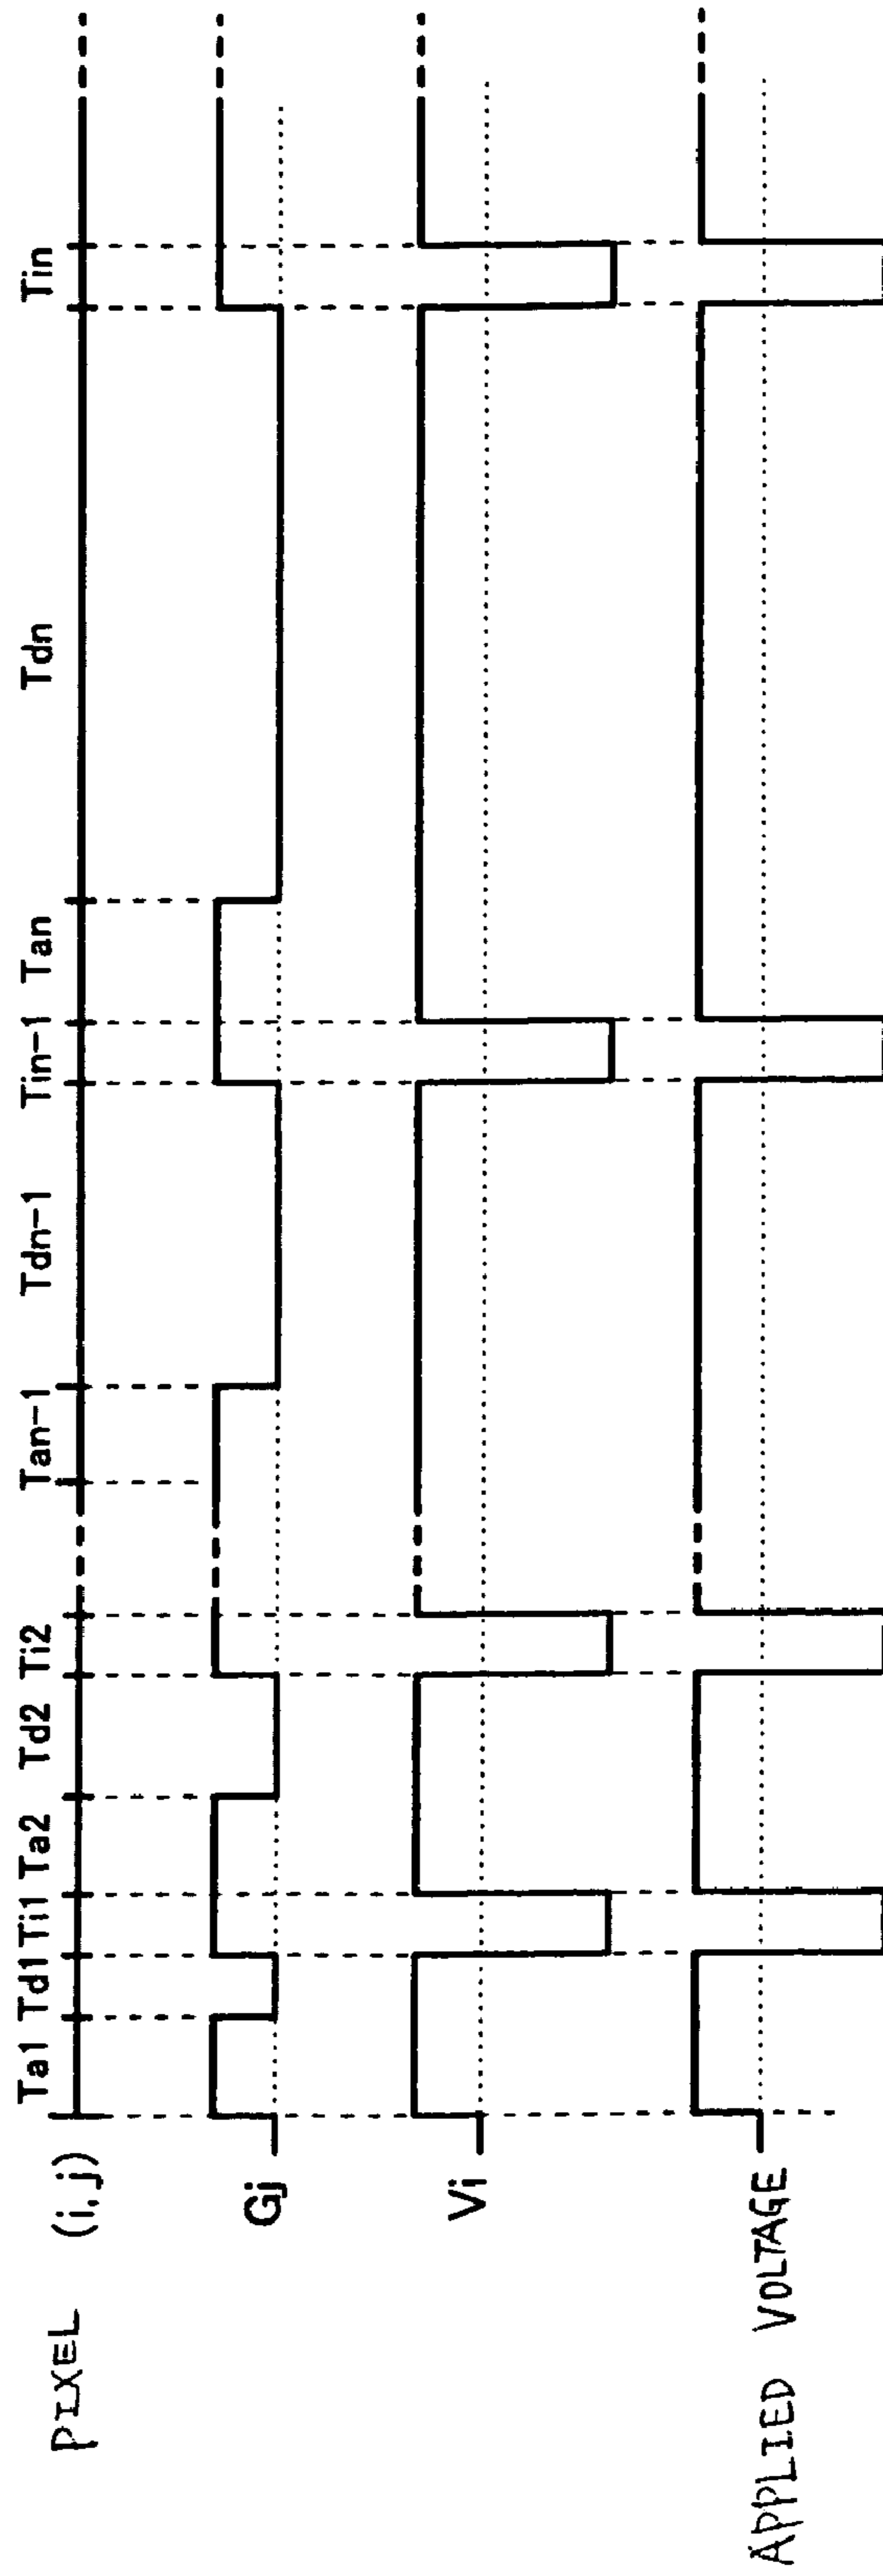 PIXEL (i, j)
Ta1 Td1 Ti1 Ta2 Td2 Ti2 Tan-1 Tdn-1 Tin-1 Tan Tdn Tin
Gj
Vi
APPLIED VOLTAGE